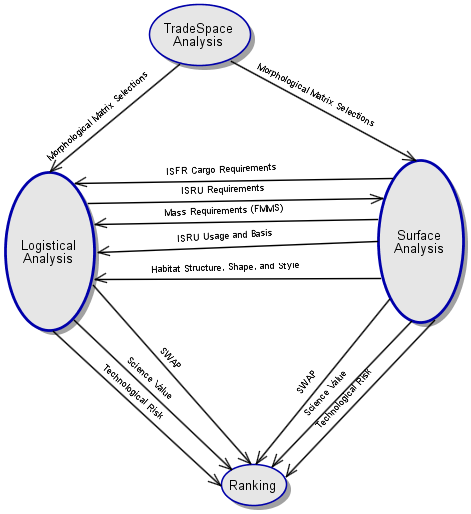 TradeSpace
Analysis
Morphological Matrix Selections
Morphological Matrix Selections
ISFR Cargo Requirements
ISRU Requirements
Mass Requirements (FMMS)
ISRU Usage and Basis
Habitat Structure, Shape, and Style
Logistical
Analysis
Surface
Analysis
SWAP
Science Value
Technological Risk
SWAP
Science Value
Technological Risk
Ranking